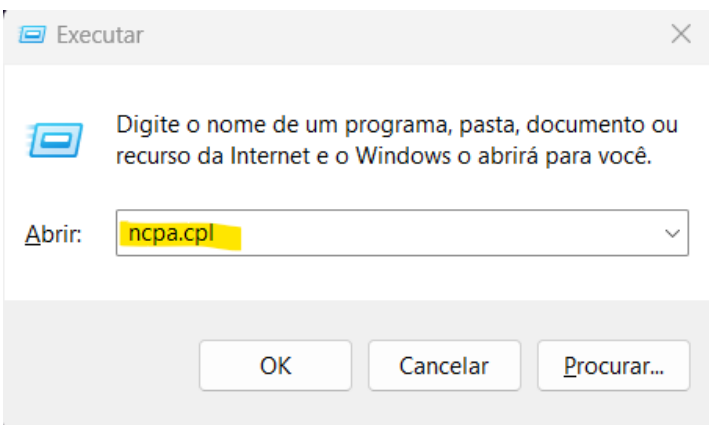 Executar
Digite o nome de um programa, pasta, documento ou
recurso da Internet e o Windows o abrirá para você.
Abrir: ncpa.cpl
OK Cancelar Procurar...